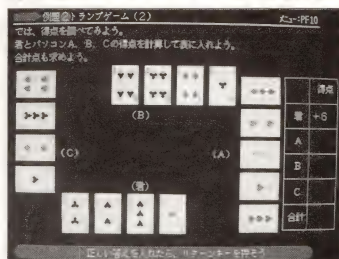 例題②トランプゲーム(2)
メニュー:PF10
では、得点を調べてみよう。
君とパソコンA、B、Cの得点を計算して表に入れよう。
合計点も求めよう。
(B)
(C)
(A)
(君)
得点
君 +6
A
B
C
合計
正しい答を入れたら、リターンキーを押そう